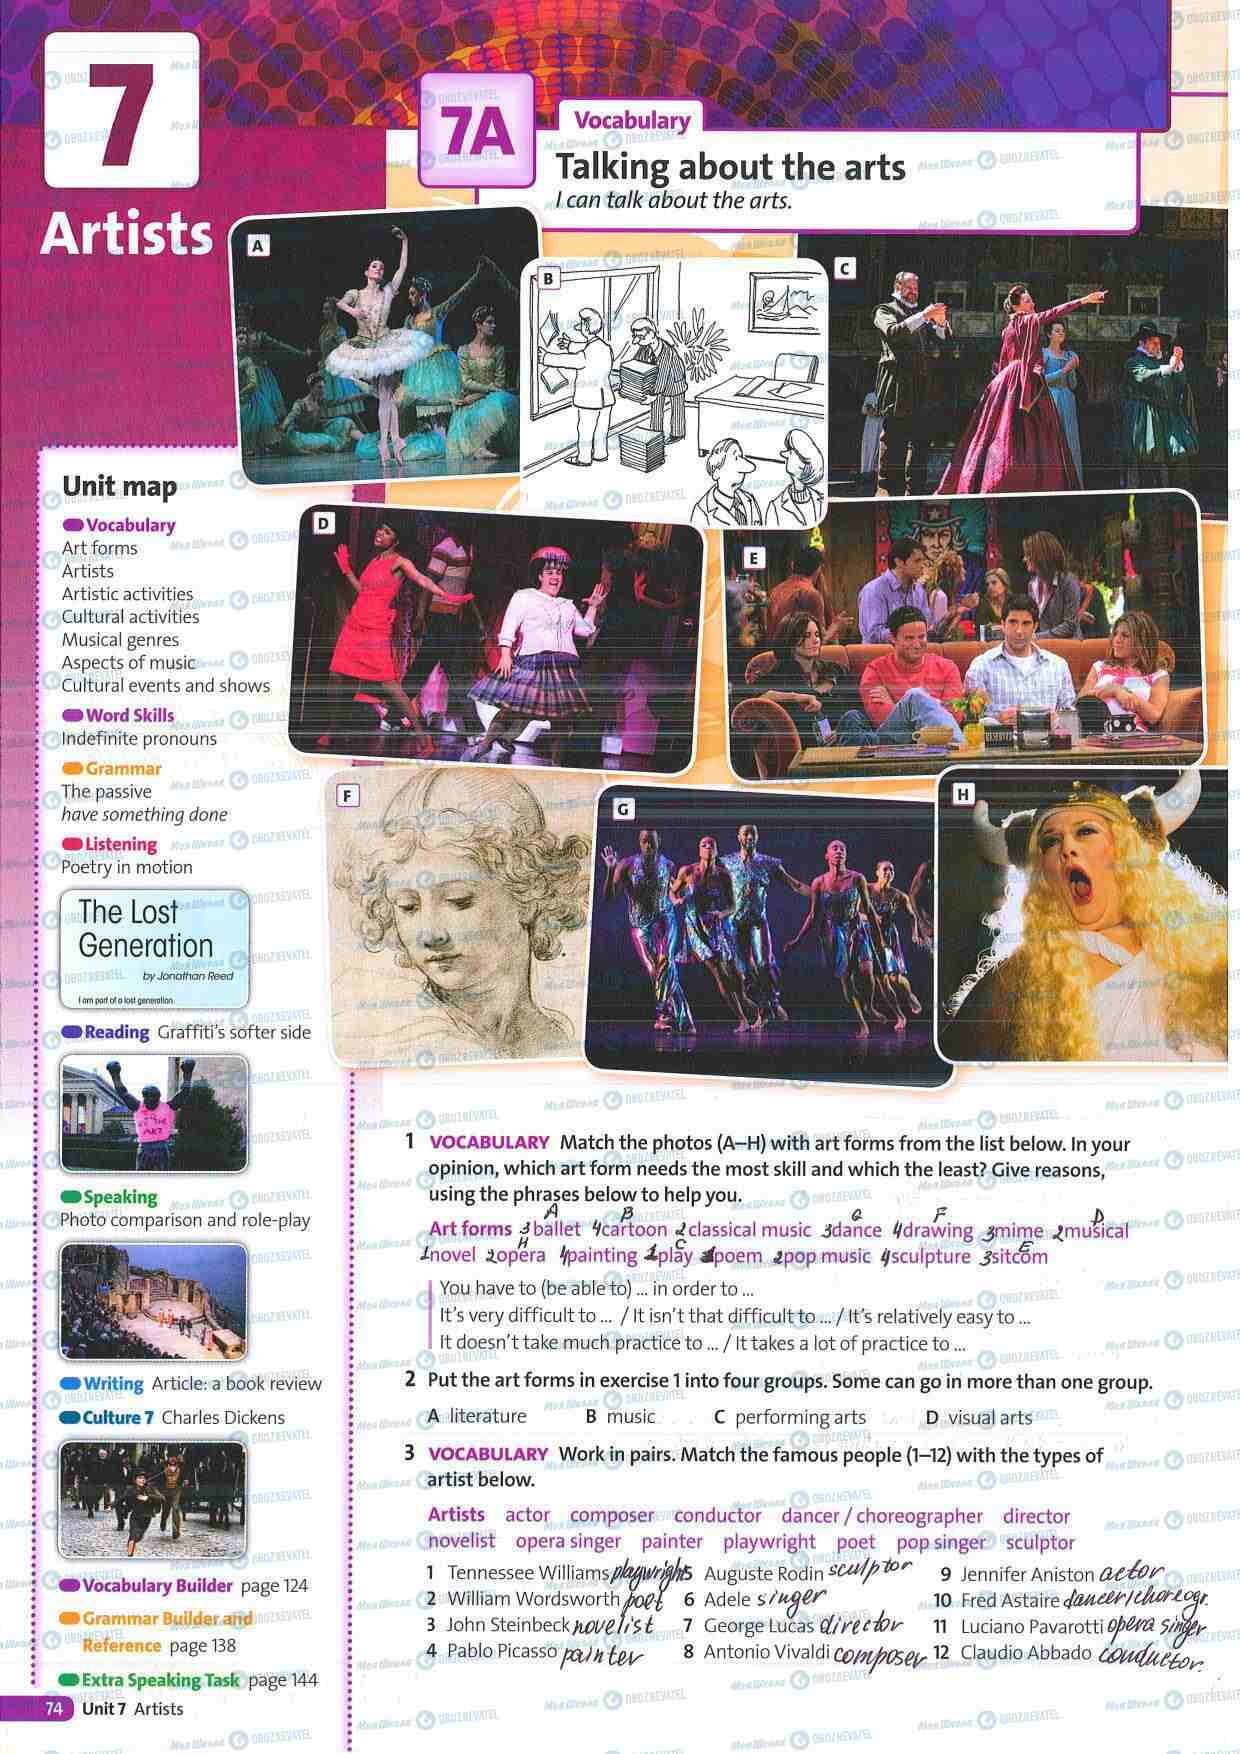 7
Artists
7A
Vocabulary
Talking about the arts
I can talk about the arts.
A
B
C
D
E
F
G
H
Unit map
Vocabulary
Art forms
Artists
Artistic activities
Cultural activities
Musical genres
Aspects of music
Cultural events and shows
Word Skills
Indefinite pronouns
Grammar
The passive
have something done
Listening
Poetry in motion
The Lost
Generation
by Jonathan Reed
I am part of a lost generation.
Reading Graffiti's softer side
Speaking
Photo comparison and role-play
Writing Article: a book review
Culture 7 Charles Dickens
Vocabulary Builder page 124
Grammar Builder and
Reference page 138
Extra Speaking Task page 144
74 Unit 7 Artists
1 VOCABULARY Match the photos (A–H) with art forms from the list below. In your
opinion, which art form needs the most skill and which the least? Give reasons,
using the phrases below to help you.
A B G F D
Art forms 3 ballet 4 cartoon 2 classical music 3 dance 4 drawing 3 mime 2 musical
H C E
1 novel 2 opera 4 painting 1 play 1 poem 2 pop music 4 sculpture 3 sitcom
You have to (be able to) ... in order to ...
It's very difficult to ... / It isn't that difficult to ... / It's relatively easy to ...
It doesn't take much practice to ... / It takes a lot of practice to ...
2 Put the art forms in exercise 1 into four groups. Some can go in more than one group.
A literature B music C performing arts D visual arts
3 VOCABULARY Work in pairs. Match the famous people (1–12) with the types of
artist below.
Artists actor composer conductor dancer / choreographer director
novelist opera singer painter playwright poet pop singer sculptor
1 Tennessee Williams playwright
2 William Wordsworth poet
3 John Steinbeck novelist
4 Pablo Picasso painter
5 Auguste Rodin sculptor
6 Adele singer
7 George Lucas director
8 Antonio Vivaldi composer
9 Jennifer Aniston actor
10 Fred Astaire dancer/choreogr.
11 Luciano Pavarotti opera singer
12 Claudio Abbado conductor.
Моя Школа OBOZREVATEL